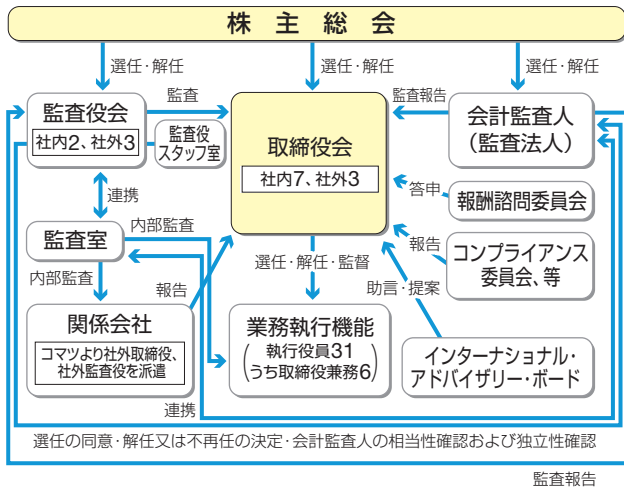 株主総会
選任・解任
選任・解任
選任・解任
監査役会
社内2、社外3
監査
監査役
スタッフ室
取締役会
社内7、社外3
監査報告
会計監査人
(監査法人)
連携
答申
報酬諮問委員会
監査室
内部監査
内部監査
報告
コンプライアンス
委員会、等
選任・解任・監督
助言・提案
報告
関係会社
コマツより社外取締役、
社外監査役を派遣
業務執行機能
執行役員31
うち取締役兼務6
インターナショナル・
アドバイザリー・ボード
連携
選任の同意・解任又は不再任の決定・会計監査人の相当性確認および独立性確認
監査報告